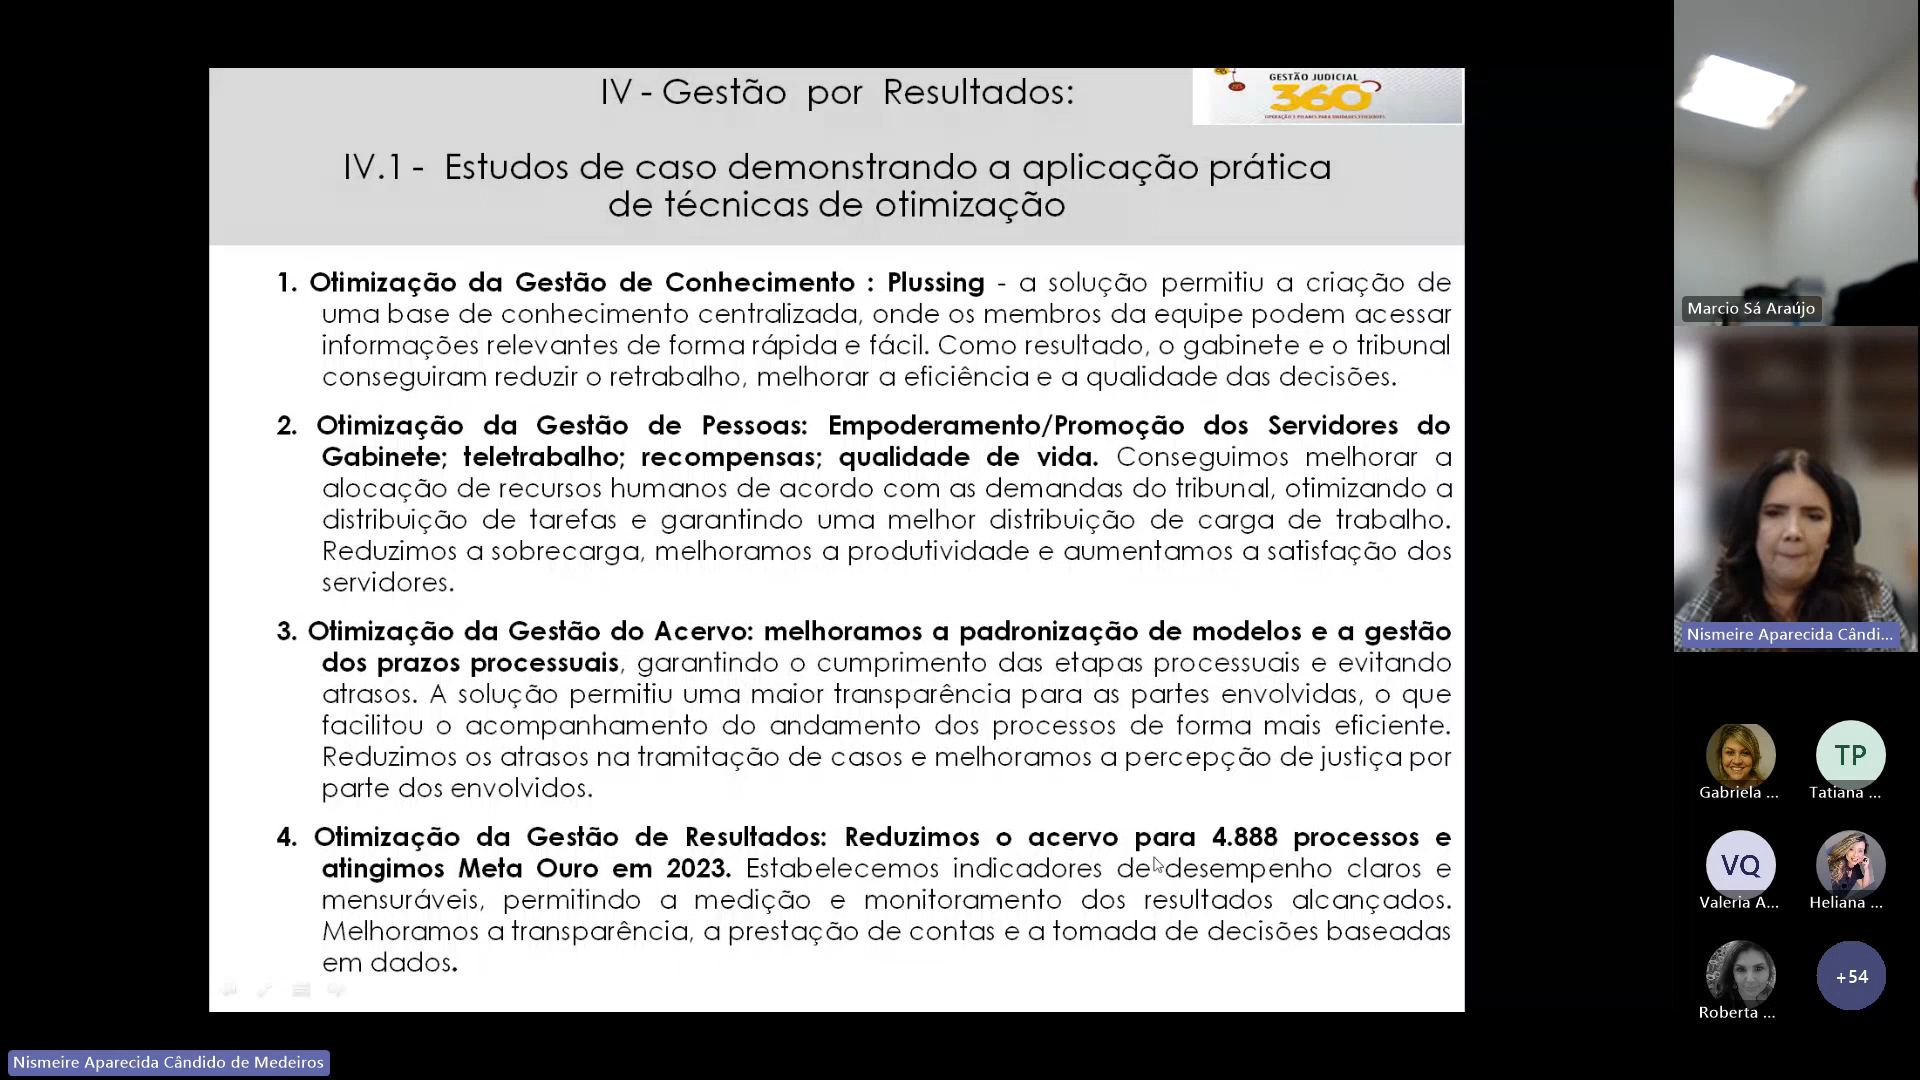 IV - Gestão por Resultados:
GESTÃO JUDICIAL
360°
IV.1 - Estudos de caso demonstrando a aplicação prática
de técnicas de otimização
1. Otimização da Gestão de Conhecimento : Plussing - a solução permitiu a criação de
uma base de conhecimento centralizada, onde os membros da equipe podem acessar
informações relevantes de forma rápida e fácil. Como resultado, o gabinete e o tribunal
conseguiram reduzir o retrabalho, melhorar a eficiência e a qualidade das decisões.
2. Otimização da Gestão de Pessoas: Empoderamento/Promoção dos Servidores do
Gabinete; teletrabalho; recompensas; qualidade de vida. Conseguimos melhorar a
alocação de recursos humanos de acordo com as demandas do tribunal, otimizando a
distribuição de tarefas e garantindo uma melhor distribuição de carga de trabalho.
Reduzimos a sobrecarga, melhoramos a produtividade e aumentamos a satisfação dos
servidores.
3. Otimização da Gestão do Acervo: melhoramos a padronização de modelos e a gestão
dos prazos processuais, garantindo o cumprimento das etapas processuais e evitando
atrasos. A solução permitiu uma maior transparência para as partes envolvidas, o que
facilitou o acompanhamento do andamento dos processos de forma mais eficiente.
Reduzimos os atrasos na tramitação de casos e melhoramos a percepção de justiça por
parte dos envolvidos.
4. Otimização da Gestão de Resultados: Reduzimos o acervo para 4.888 processos e
atingimos Meta Ouro em 2023. Estabelecemos indicadores de desempenho claros e
mensuráveis, permitindo a medição e monitoramento dos resultados alcançados.
Melhoramos a transparência, a prestação de contas e a tomada de decisões baseadas
em dados.
Marcio Sá Araújo
Nismeire Aparecida Cândi...
TP
Gabriela ...
Tatiana ...
VQ
Valeria A...
Heliana ...
+54
Roberta ...
Nismeire Aparecida Cândido de Medeiros